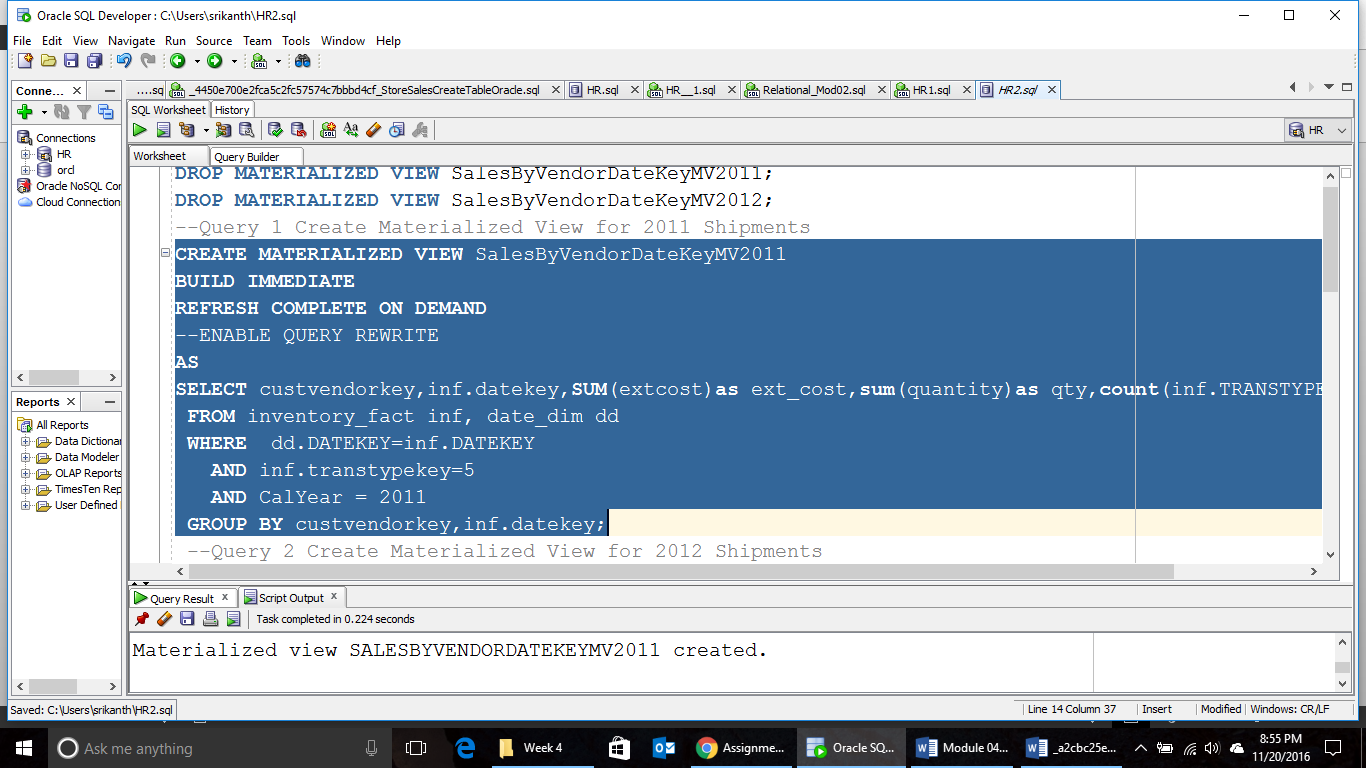 Oracle SQL Developer : C:\Users\srikanth\HR2.sql
File Edit View Navigate Run Source Team Tools Window Help
Conne... ....sq _4450e700e2fca5c2fc57574c7bbbd4cf_StoreSalesCreateTableOracle.sql HR.sql HR__1.sql Relational_Mod02.sql HR1.sql HR2.sql
SQL Worksheet History
HR
Worksheet Query Builder
Connections
HR
orcl
Oracle NoSQL Cor
Cloud Connection
Reports
All Reports
Data Dictionar
Data Modeler
OLAP Reports
TimesTen Rep
User Defined
DROP MATERIALIZED VIEW SalesByVendorDateKeyMV2011;
DROP MATERIALIZED VIEW SalesByVendorDateKeyMV2012;
--Query 1 Create Materialized View for 2011 Shipments
CREATE MATERIALIZED VIEW SalesByVendorDateKeyMV2011
BUILD IMMEDIATE
REFRESH COMPLETE ON DEMAND
--ENABLE QUERY REWRITE
AS
SELECT custvendorkey,inf.datekey,SUM(extcost)as ext_cost,sum(quantity)as qty,count(inf.TRANSTYPE
FROM inventory_fact inf, date_dim dd
WHERE dd.DATEKEY=inf.DATEKEY
AND inf.transtypekey=5
AND CalYear = 2011
GROUP BY custvendorkey,inf.datekey;
--Query 2 Create Materialized View for 2012 Shipments
Query Result x Script Output x
Task completed in 0.224 seconds
Materialized view SALESBYVENDORDATEKEYMV2011 created.
Saved: C:\Users\srikanth\HR2.sql
Line 14 Column 37 Insert Modified Windows: CR/LF
Ask me anything
Week 4
Assignme...
Oracle SQ...
Module 04...
_a2cbc25e...
8:55 PM
11/20/2016